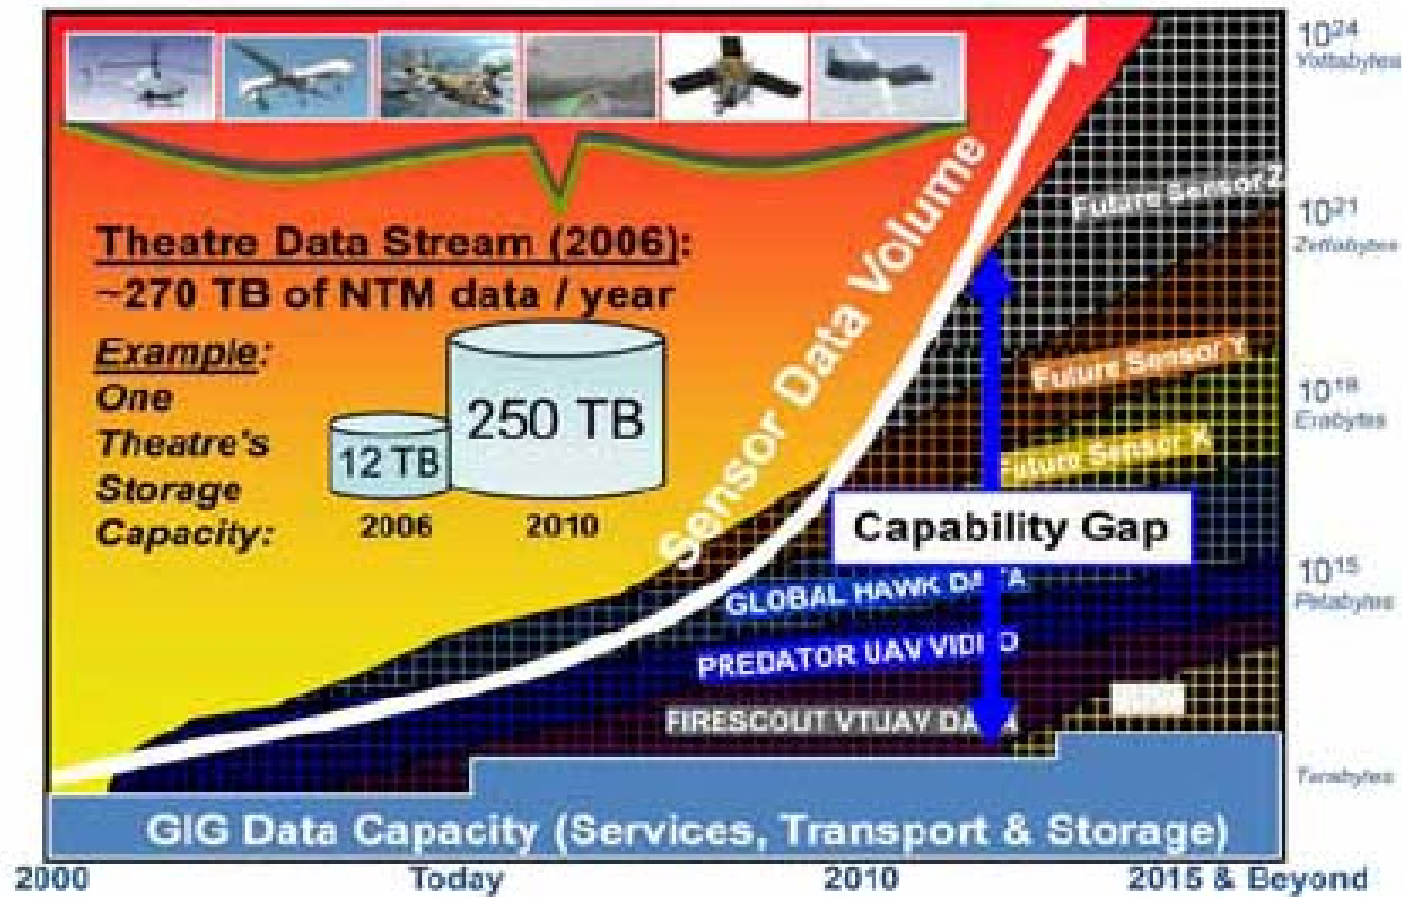 10²⁴
Yottabytes
Future Sensor Z
10²¹
Zettabytes
Theatre Data Stream (2006):
~270 TB of NTM data / year
Sensor Data Volume
Example:
One
Theatre's
Storage
Capacity:
12 TB
250 TB
2006
2010
Future Sensor Y
10¹⁸
Exabytes
Future Sensor X
Capability Gap
10¹⁵
Petabytes
GLOBAL HAWK DATA
PREDATOR UAV VIDEO
FIRESCOUT VTUAV DATA
Terabytes
GIG Data Capacity (Services, Transport & Storage)
2000
Today
2010
2015 & Beyond